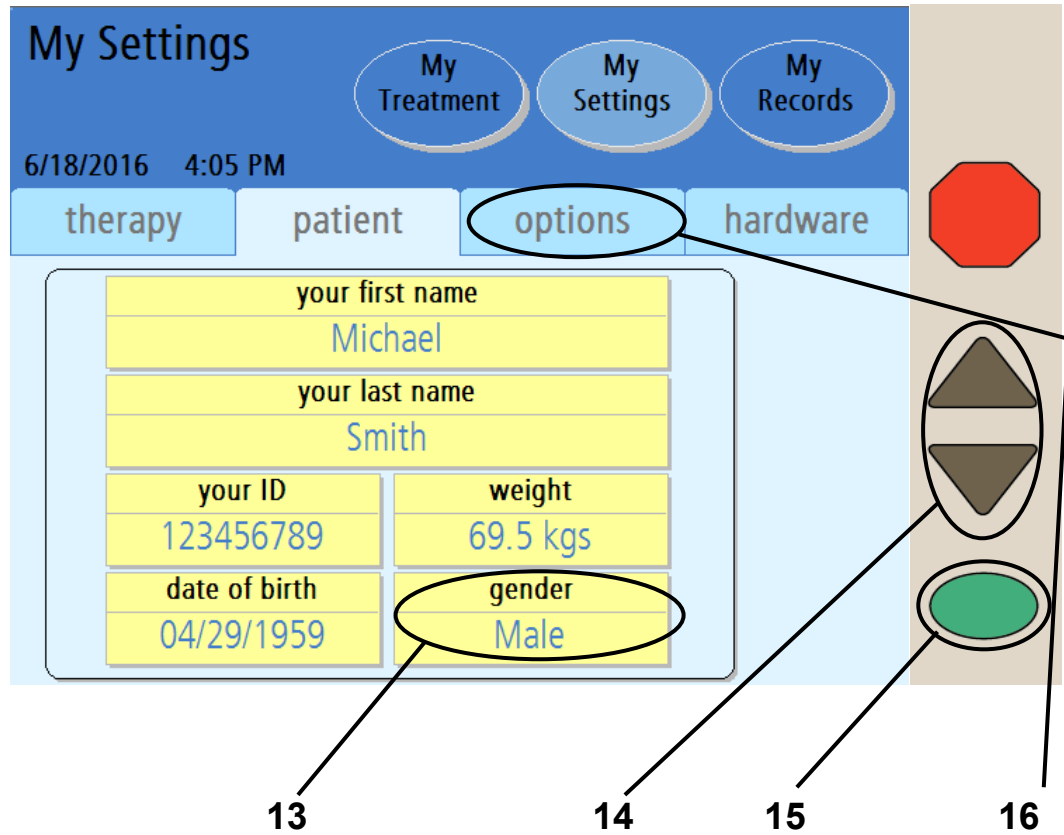 My Settings
My
Treatment
My
Settings
My
Records
6/18/2016 4:05 PM
therapy patient options hardware
your first name
Michael
your last name
Smith
your ID weight
123456789 69.5 kgs
date of birth gender
04/29/1959 Male
13 14 15 16